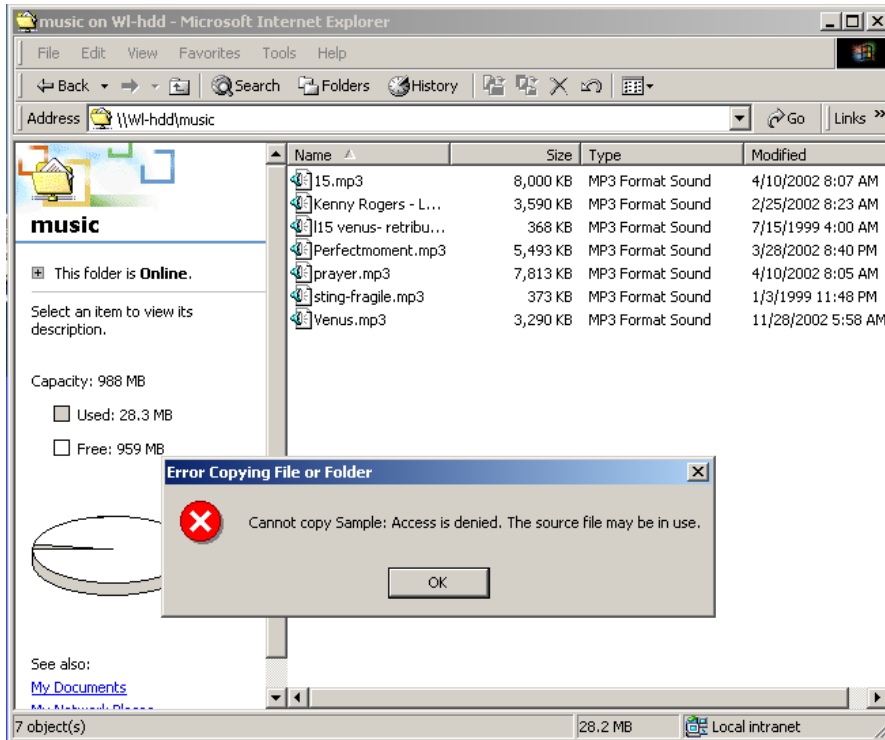 music on Wl-hdd - Microsoft Internet Explorer
File Edit View Favorites Tools Help
Back Search Folders History
Address \\Wl-hdd\music Go Links »
music
This folder is Online.
Select an item to view its
description.
Capacity: 988 MB
Used: 28.3 MB
Free: 959 MB
See also:
My Documents
My Network Places
Name Size Type Modified
15.mp3 8,000 KB MP3 Format Sound 4/10/2002 8:07 AM
Kenny Rogers - L... 3,590 KB MP3 Format Sound 2/25/2002 8:23 AM
l15 venus- retribu... 368 KB MP3 Format Sound 7/15/1999 4:00 AM
Perfectmoment.mp3 5,493 KB MP3 Format Sound 3/28/2002 8:40 PM
prayer.mp3 7,813 KB MP3 Format Sound 4/10/2002 8:05 AM
sting-fragile.mp3 373 KB MP3 Format Sound 1/3/1999 11:48 PM
Venus.mp3 3,290 KB MP3 Format Sound 11/28/2002 5:58 AM
Error Copying File or Folder
Cannot copy Sample: Access is denied. The source file may be in use.
OK
7 object(s) 28.2 MB Local intranet